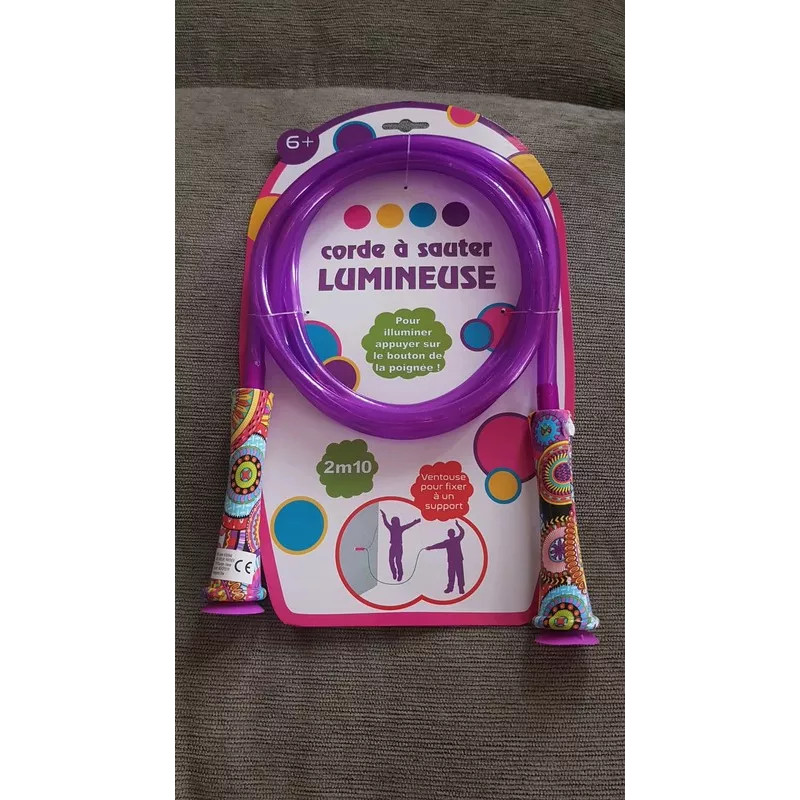 6+
corde à sauter
LUMINEUSE
Pour
illuminer
appuyer sur
le bouton de
la poignée !
2m10
Ventouse
pour fixer
à un
support
CE